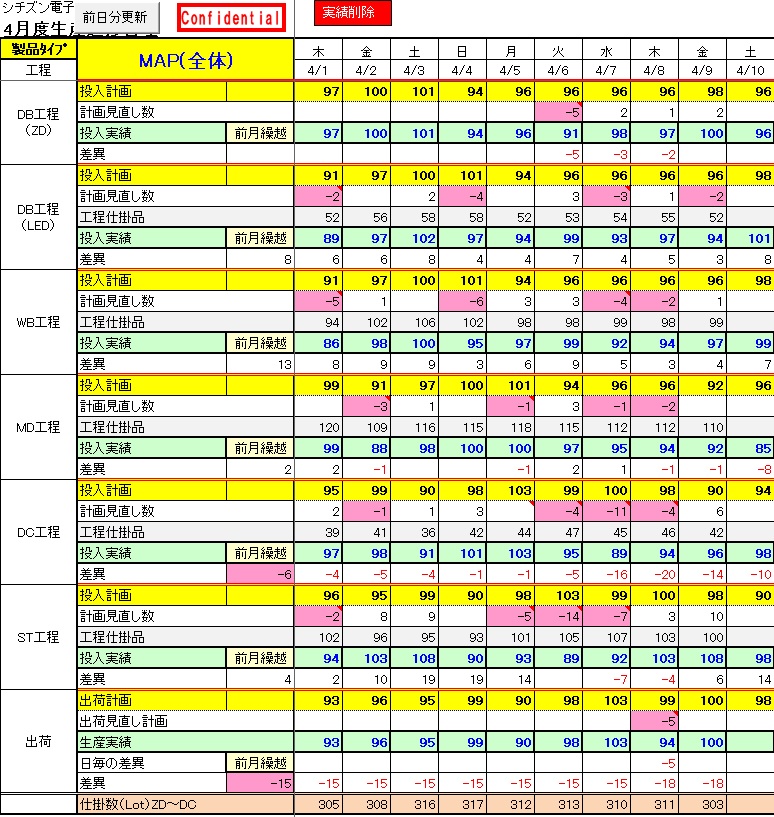 シチズン電子
前日分更新
Confidential
実績削除
4月度生産
製品ﾀｲﾌﾟ MAP(全体) 木 金 土 日 月 火 水 木 金 土
工程 4/1 4/2 4/3 4/4 4/5 4/6 4/7 4/8 4/9 4/10
DB工程
(ZD)
投入計画 97 100 101 94 96 96 96 96 98 96
計画見直し数 -5 2 1 2
投入実績 前月繰越 97 100 101 94 96 91 98 97 100 96
差異 -5 -3 -2
DB工程
(LED)
投入計画 91 97 100 101 94 96 96 96 96 98
計画見直し数 -2 2 -4 3 -3 1 -2
工程仕掛品 52 56 58 58 52 53 54 55 52
投入実績 前月繰越 89 97 102 97 94 99 93 97 94 101
差異 8 6 6 8 4 4 7 4 5 3 8
WB工程
投入計画 91 97 100 101 94 96 96 96 96 98
計画見直し数 -5 1 -6 3 3 -4 -2 1
工程仕掛品 94 102 106 102 98 98 99 98 99
投入実績 前月繰越 86 98 100 95 97 99 92 94 97 99
差異 13 8 9 9 3 6 9 5 3 4 7
MD工程
投入計画 99 91 97 100 101 94 96 96 92 96
計画見直し数 -3 1 -1 3 -1 -2
工程仕掛品 120 109 116 115 118 115 112 112 110
投入実績 前月繰越 99 88 98 100 100 97 95 94 92 85
差異 2 2 -1 -1 2 1 -1 -1 -8
DC工程
投入計画 95 99 90 98 103 99 100 98 90 94
計画見直し数 2 -1 1 3 -4 -11 -4 6
工程仕掛品 39 41 36 42 44 47 45 46 42
投入実績 前月繰越 97 98 91 101 103 95 89 94 96 98
差異 -6 -4 -5 -4 -1 -1 -5 -16 -20 -14 -10
ST工程
投入計画 96 95 99 90 98 103 99 100 98 90
計画見直し数 -2 8 9 -5 -14 -7 3 10
工程仕掛品 102 96 95 93 101 105 107 103 100
投入実績 前月繰越 94 103 108 90 93 89 92 103 108 98
差異 4 2 10 19 19 14 -7 -4 6 14
出荷
出荷計画 93 96 95 99 90 98 103 99 100 98
出荷見直し計画 -5
生産実績 93 96 95 99 90 98 103 94 100
日毎の差異 前月繰越 -5
差異 -15 -15 -15 -15 -15 -15 -15 -15 -18 -18
仕掛数(Lot)ZD～DC 305 308 316 317 312 313 310 311 303